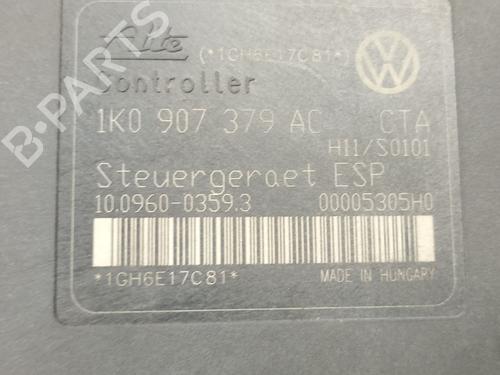 Ate (*1GH6E17C81*)
Controller
1K0 907 379 AC CTA
H11/S0101
Steuergeraet ESP
10.0960-0359.3 00005305H0
*1GH6E17C81* MADE IN HUNGARY